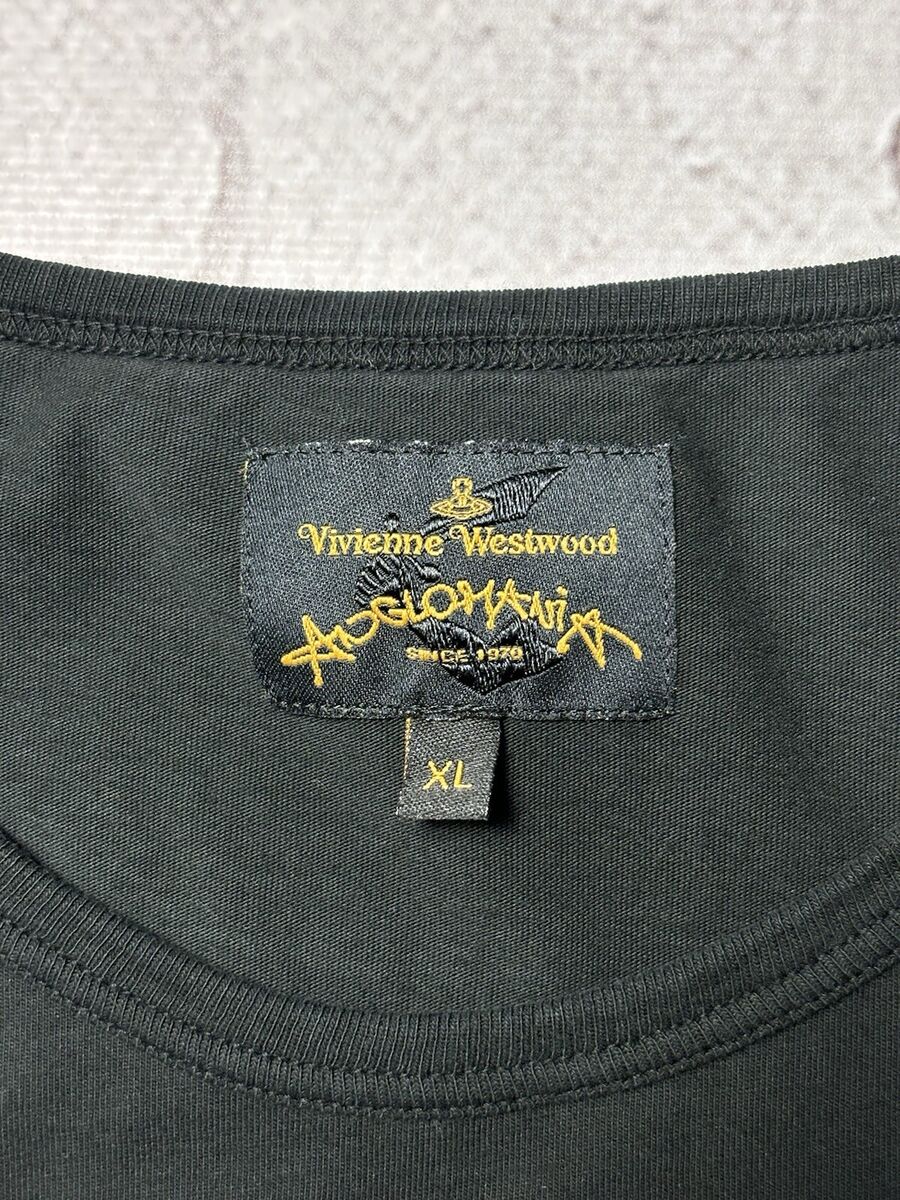 Vivienne Westwood
ANGLOMANiA
SINCE 1970
XL